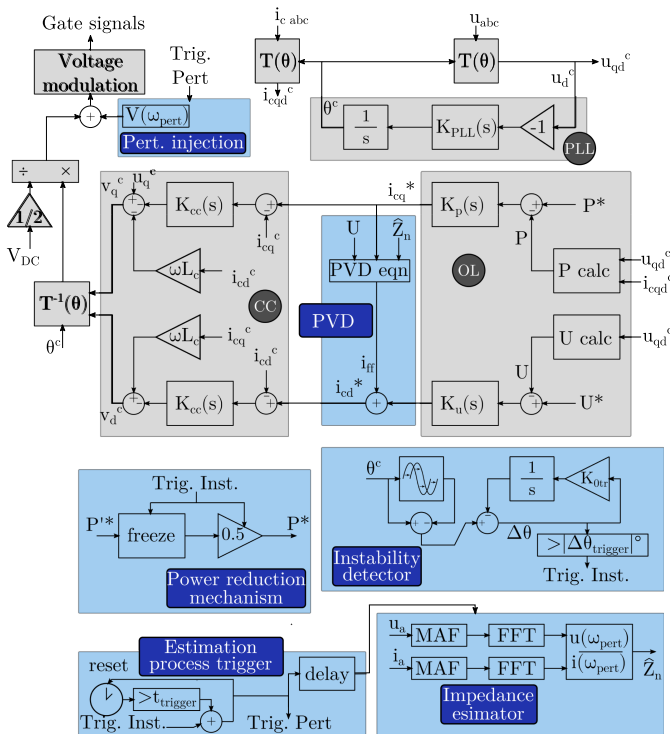 Gate signals
Voltage
modulation
+
Trig.
Pert
V(ω_pert)
Pert. injection
i_c abc
T(θ)
i_cqd^c
u_abc
T(θ)
u_qd^c
u_d^c
θ^c
1/s
K_PLL(s)
-1
PLL
÷ ×
1/2
V_DC
T⁻¹(θ)
θ^c
v_q^c
u_q^c
+
-
+
K_cc(s)
-
+
i_cq^c
ωL_c
i_cd^c
CC
ωL_c
i_cq^c
i_cd^c
v_d^c
+
-
K_cc(s)
-
+
i_cq*
U
Ẑ_n
PVD eqn
PVD
i_ff
i_cd*
+
K_p(s)
-
+
P*
P
P calc
u_qd^c
i_cqd^c
OL
U calc
u_qd^c
U
K_u(s)
-
+
U*
Trig. Inst.
P'*
freeze
0.5
P*
Power reduction
mechanism
θ^c
+
-
-
+
1/s
K_0tr
Δθ
>|Δθ_trigger|°
Trig. Inst.
Instability
detector
Estimation
process trigger
reset
>t_trigger
+
Trig. Inst.
Trig. Pert
delay
u_a
MAF
FFT
i_a
MAF
FFT
u(ω_pert)
i(ω_pert)
Ẑ_n
Impedance
esimator